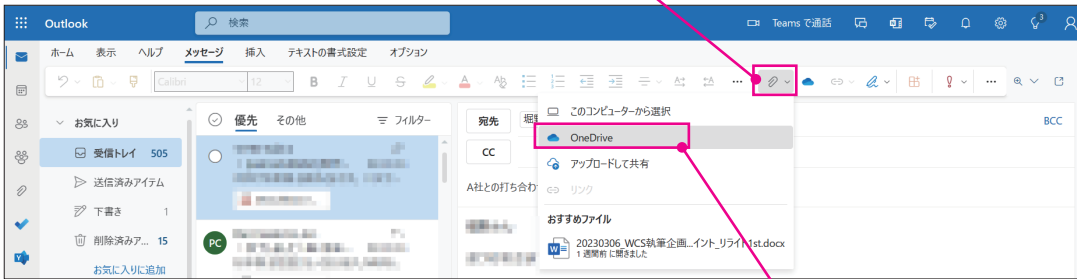 Outlook
検索
Teams で通話
3
ホーム 表示 ヘルプ メッセージ 挿入 テキストの書式設定 オプション
Calibri 12 B I U S A
お気に入り
受信トレイ 505
送信済みアイテム
下書き 1
削除済みア... 15
お気に入りに追加
優先 その他 フィルター
PC
宛先
BCC
CC
A社との打ち合わ
このコンピューターから選択
OneDrive
アップロードして共有
リンク
おすすめファイル
20230306_WCS執筆企画...イント_リライト1st.docx
1 週間前 に開きました